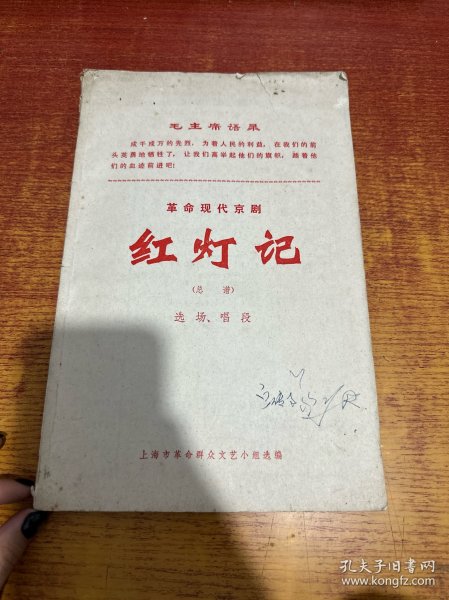 毛主席语录
成千成万的先烈，为着人民的利益，在我们的前
头英勇地牺牲了，让我们高举起他们的旗帜，踏着他
们的血迹前进吧！
革命现代京剧
红灯记
（总 谱）
选场、唱段
上海市革命群众文艺小组选编
孔夫子旧书网
www.kongfz.com